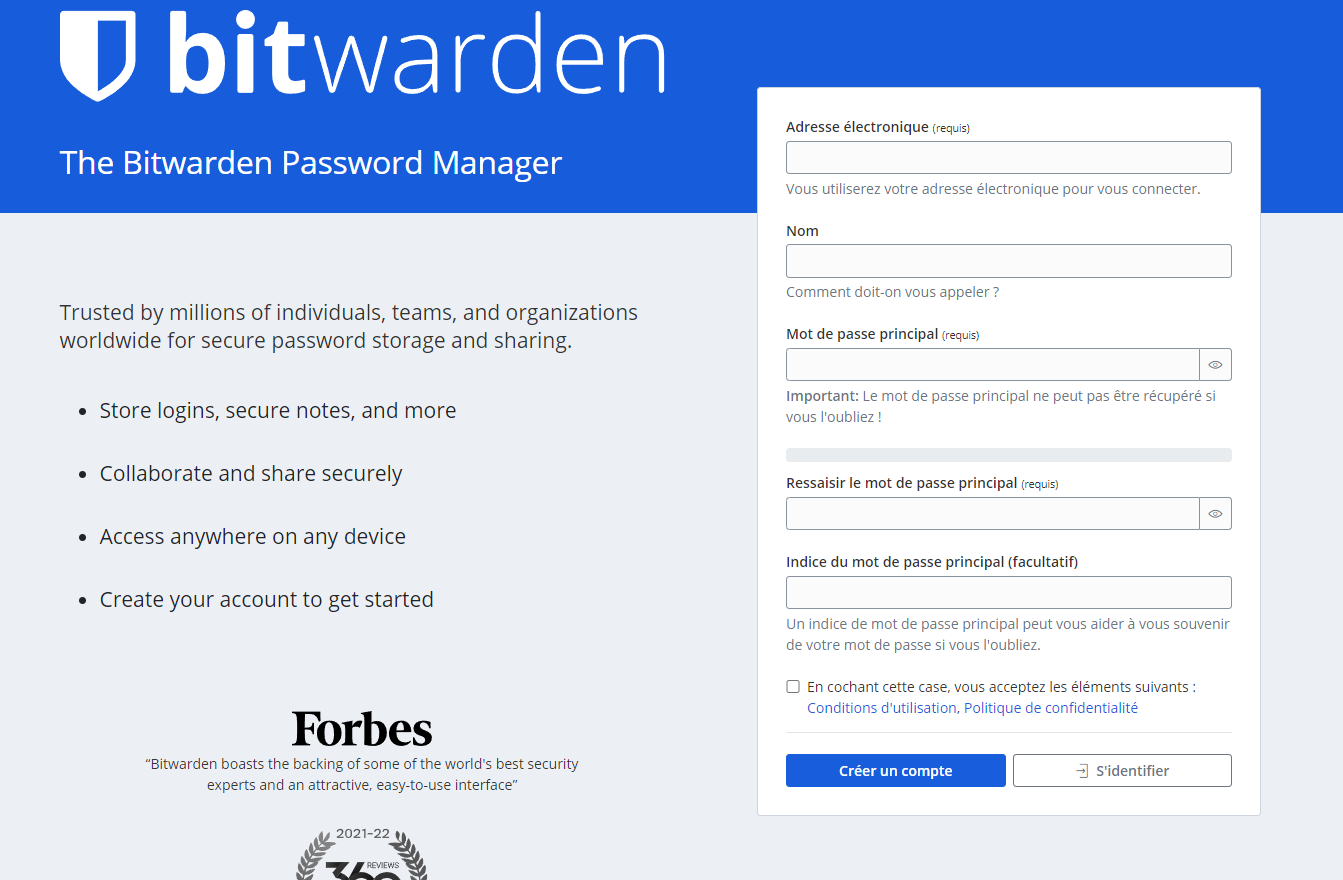 bitwarden
The Bitwarden Password Manager
Trusted by millions of individuals, teams, and organizations
worldwide for secure password storage and sharing.
Store logins, secure notes, and more
Collaborate and share securely
Access anywhere on any device
Create your account to get started
Forbes
“Bitwarden boasts the backing of some of the world's best security
experts and an attractive, easy-to-use interface”
2021-22
360 REVIEWS
Adresse électronique (requis)
Vous utiliserez votre adresse électronique pour vous connecter.
Nom
Comment doit-on vous appeler ?
Mot de passe principal (requis)
Important: Le mot de passe principal ne peut pas être récupéré si
vous l'oubliez !
Ressaisir le mot de passe principal (requis)
Indice du mot de passe principal (facultatif)
Un indice de mot de passe principal peut vous aider à vous souvenir
de votre mot de passe si vous l'oubliez.
En cochant cette case, vous acceptez les éléments suivants :
Conditions d'utilisation, Politique de confidentialité
Créer un compte
S'identifier